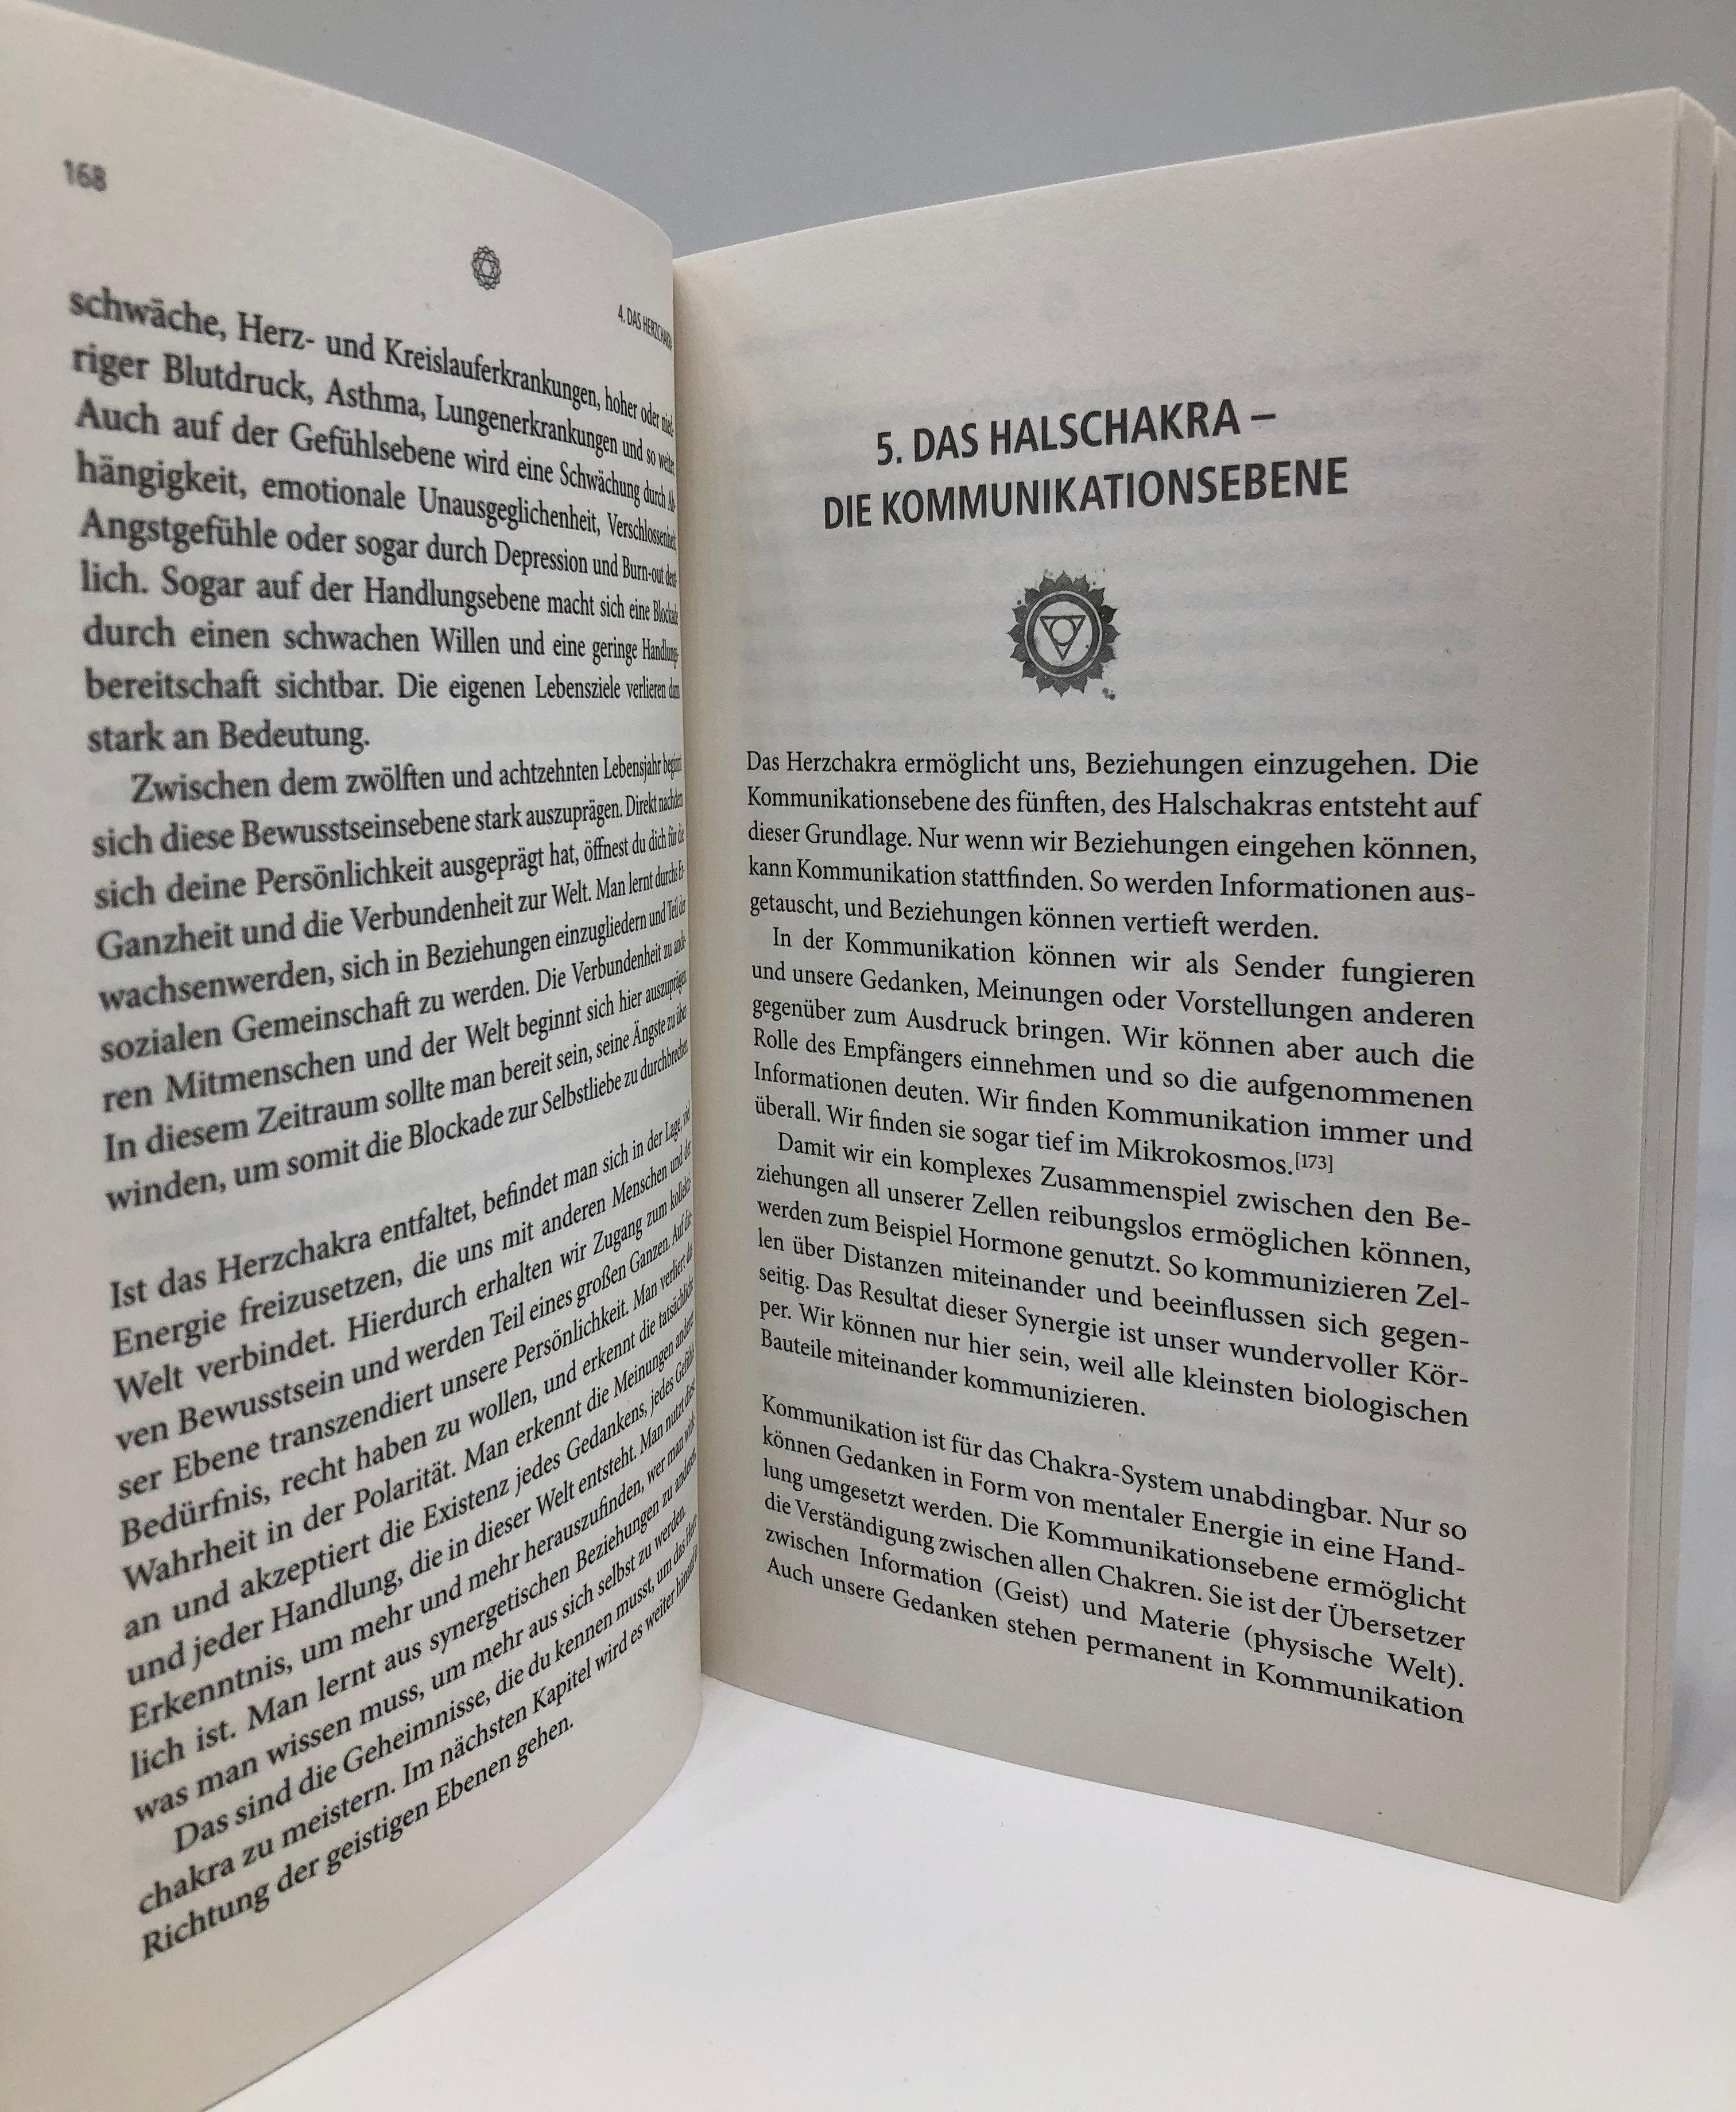 168
4. DAS HERZCHAKRA
schwäche, Herz- und Kreislauferkrankungen, hoher oder nied-
riger Blutdruck, Asthma, Lungenerkrankungen und so weiter.
Auch auf der Gefühlsebene wird eine Schwächung durch Ab-
hängigkeit, emotionale Unausgeglichenheit, Verschlossenheit,
Angstgefühle oder sogar durch Depression und Burn-out deut-
lich. Sogar auf der Handlungsebene macht sich eine Blockade
durch einen schwachen Willen und eine geringe Handlungs-
bereitschaft sichtbar. Die eigenen Lebensziele verlieren dann
stark an Bedeutung.
Zwischen dem zwölften und achtzehnten Lebensjahr beginnt
sich diese Bewusstseinsebene stark auszuprägen. Direkt nachdem
sich deine Persönlichkeit ausgeprägt hat, öffnest du dich für die
Ganzheit und die Verbundenheit zur Welt. Man lernt durchs Er-
wachsenwerden, sich in Beziehungen einzugliedern und Teil der
sozialen Gemeinschaft zu werden. Die Verbundenheit zu ande-
ren Mitmenschen und der Welt beginnt sich hier auszuprägen.
In diesem Zeitraum sollte man bereit sein, seine Ängste zu über-
winden, um somit die Blockade zur Selbstliebe zu durchbrechen.
Ist das Herzchakra entfaltet, befindet man sich in der Lage, viel
Energie freizusetzen, die uns mit anderen Menschen und der
Welt verbindet. Hierdurch erhalten wir Zugang zum kollekti-
ven Bewusstsein und werden Teil eines großen Ganzen. Auf die-
ser Ebene transzendiert unsere Persönlichkeit. Man verliert das
Bedürfnis, recht haben zu wollen, und erkennt die tatsächliche
Wahrheit in der Polarität. Man erkennt die Meinungen anderer
an und akzeptiert die Existenz jedes Gedankens, jedes Gefühls
und jeder Handlung, die in dieser Welt entsteht. Man nutzt diese
Erkenntnis, um mehr und mehr herauszufinden, wer man wirk-
lich ist. Man lernt aus synergetischen Beziehungen zu anderen,
was man wissen muss, um mehr aus sich selbst zu werden.
Das sind die Geheimnisse, die du kennen musst, um das Herz-
chakra zu meistern. Im nächsten Kapitel wird es weiter hinauf in
Richtung der geistigen Ebenen gehen.
5. DAS HALSCHAKRA –
DIE KOMMUNIKATIONSEBENE
Das Herzchakra ermöglicht uns, Beziehungen einzugehen. Die
Kommunikationsebene des fünften, des Halschakras entsteht auf
dieser Grundlage. Nur wenn wir Beziehungen eingehen können,
kann Kommunikation stattfinden. So werden Informationen aus-
getauscht, und Beziehungen können vertieft werden.
In der Kommunikation können wir als Sender fungieren
und unsere Gedanken, Meinungen oder Vorstellungen anderen
gegenüber zum Ausdruck bringen. Wir können aber auch die
Rolle des Empfängers einnehmen und so die aufgenommenen
Informationen deuten. Wir finden Kommunikation immer und
überall. Wir finden sie sogar tief im Mikrokosmos.[173]
Damit wir ein komplexes Zusammenspiel zwischen den Be-
ziehungen all unserer Zellen reibungslos ermöglichen können,
werden zum Beispiel Hormone genutzt. So kommunizieren Zel-
len über Distanzen miteinander und beeinflussen sich gegen-
seitig. Das Resultat dieser Synergie ist unser wundervoller Kör-
per. Wir können nur hier sein, weil alle kleinsten biologischen
Bauteile miteinander kommunizieren.
Kommunikation ist für das Chakra-System unabdingbar. Nur so
können Gedanken in Form von mentaler Energie in eine Hand-
lung umgesetzt werden. Die Kommunikationsebene ermöglicht
die Verständigung zwischen allen Chakren. Sie ist der Übersetzer
zwischen Information (Geist) und Materie (physische Welt).
Auch unsere Gedanken stehen permanent in Kommunikation